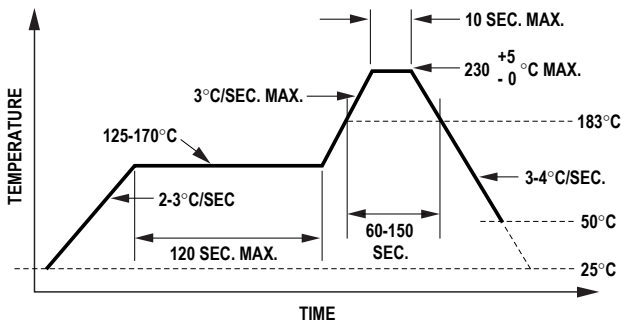 10 SEC. MAX.
230 +5 - 0 °C MAX.
3°C/SEC. MAX.
183°C
125-170°C
TEMPERATURE
3-4°C/SEC.
2-3°C/SEC
60-150
SEC.
50°C
120 SEC. MAX.
25°C
TIME